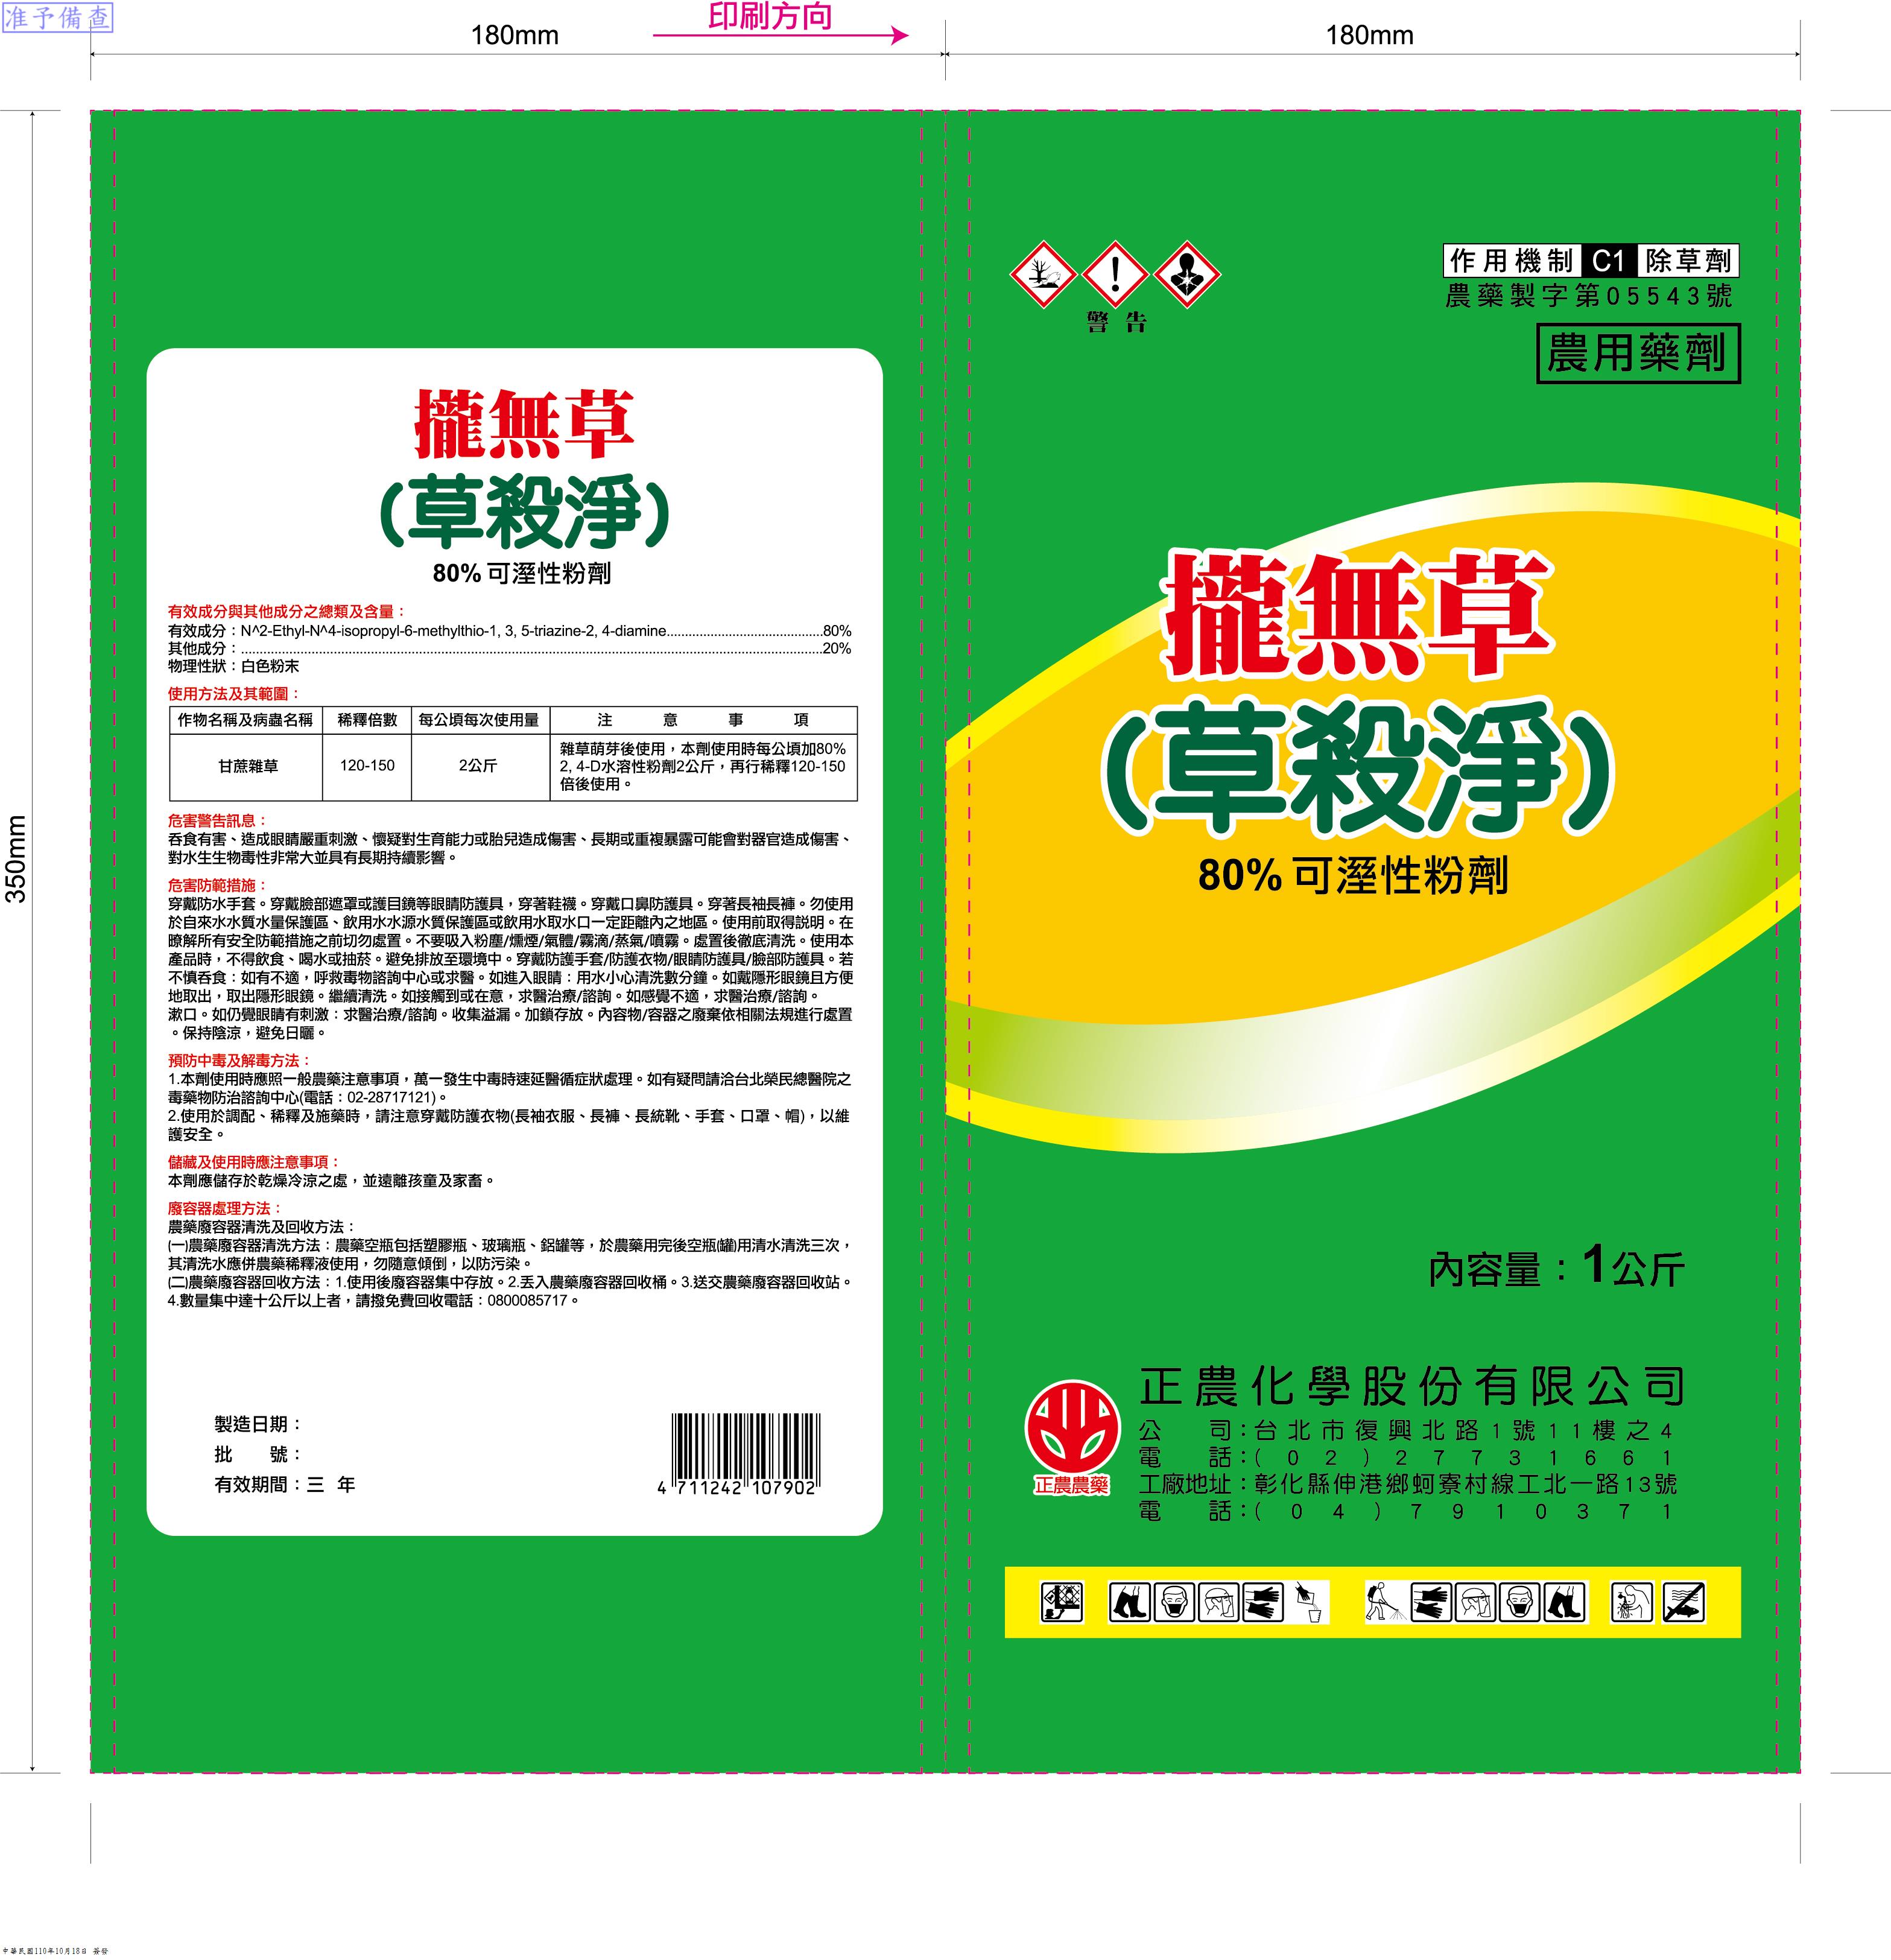 准予備查
180mm
印刷方向
180mm
350mm
攏無草
(草殺淨)
80% 可溼性粉劑
有效成分與其他成分之總類及含量：
有效成分：N^2-Ethyl-N^4-isopropyl-6-methylthio-1, 3, 5-triazine-2, 4-diamine..........................................80%
其他成分：............................................................................................................................................................20%
物理性狀：白色粉末
使用方法及其範圍：
作物名稱及病蟲名稱 稀釋倍數 每公頃每次使用量 注 意 事 項
甘蔗雜草 120-150 2公斤 雜草萌芽後使用，本劑使用時每公頃加80%
2, 4-D水溶性粉劑2公斤，再行稀釋120-150
倍後使用。
危害警告訊息：
吞食有害、造成眼睛嚴重刺激、懷疑對生育能力或胎兒造成傷害、長期或重複暴露可能會對器官造成傷害、
對水生生物毒性非常大並具有長期持續影響。
危害防範措施：
穿戴防水手套。穿戴臉部遮罩或護目鏡等眼睛防護具，穿著鞋襪。穿戴口鼻防護具。穿著長袖長褲。勿使用
於自來水水質水量保護區、飲用水水源水質保護區或飲用水取水口一定距離內之地區。使用前取得說明。在
瞭解所有安全防範措施之前切勿處置。不要吸入粉塵/燻煙/氣體/霧滴/蒸氣/噴霧。處置後徹底清洗。使用本
產品時，不得飲食、喝水或抽菸。避免排放至環境中。穿戴防護手套/防護衣物/眼睛防護具/臉部防護具。若
不慎吞食：如有不適，呼救毒物諮詢中心或求醫。如進入眼睛：用水小心清洗數分鐘。如戴隱形眼鏡且方便
地取出，取出隱形眼鏡。繼續清洗。如接觸到或在意，求醫治療/諮詢。如感覺不適，求醫治療/諮詢。
漱口。如仍覺眼睛有刺激：求醫治療/諮詢。收集溢漏。加鎖存放。內容物/容器之廢棄依相關法規進行處置
。保持陰涼，避免日曬。
預防中毒及解毒方法：
1.本劑使用時應照一般農藥注意事項，萬一發生中毒時速延醫循症狀處理。如有疑問請洽台北榮民總醫院之
毒藥物防治諮詢中心(電話：02-28717121)。
2.使用於調配、稀釋及施藥時，請注意穿戴防護衣物(長袖衣服、長褲、長統靴、手套、口罩、帽)，以維
護安全。
儲藏及使用時應注意事項：
本劑應儲存於乾燥冷涼之處，並遠離孩童及家畜。
廢容器處理方法：
農藥廢容器清洗及回收方法：
(一)農藥廢容器清洗方法：農藥空瓶包括塑膠瓶、玻璃瓶、鋁罐等，於農藥用完後空瓶(罐)用清水清洗三次，
其清洗水應併農藥稀釋液使用，勿隨意傾倒，以防污染。
(二)農藥廢容器回收方法：1.使用後廢容器集中存放。2.丟入農藥廢容器回收桶。3.送交農藥廢容器回收站。
4.數量集中達十公斤以上者，請撥免費回收電話：0800085717。
製造日期：
批　　號：
有效期間：三 年
4 711242 107902
警告
作用機制 C1 除草劑
農藥製字第05543號
農用藥劑
攏無草
(草殺淨)
80% 可溼性粉劑
內容量：1公斤
正農化學股份有限公司
公　　司：台北市復興北路1號11樓之4
電　　話：(02)27731661
工廠地址：彰化縣伸港鄉蚵寮村線工北一路13號
電　　話：(04)7910371
正農農藥
中華民國110年10月18日 簽發